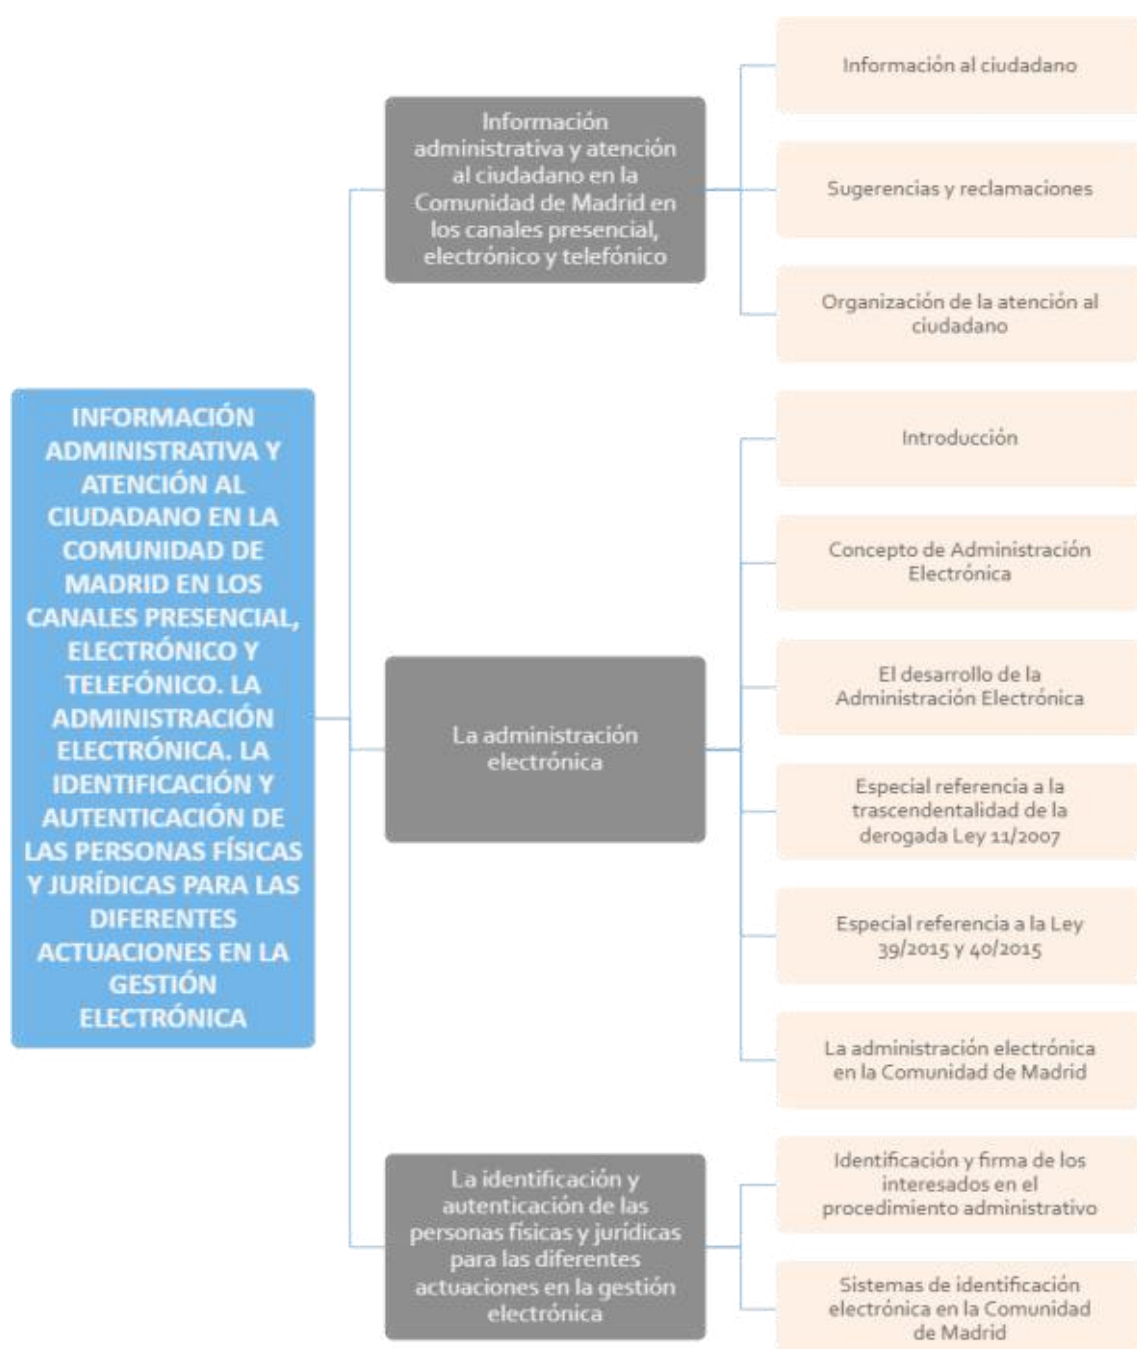 INFORMACIÓN
ADMINISTRATIVA Y
ATENCIÓN AL
CIUDADANO EN LA
COMUNIDAD DE
MADRID EN LOS
CANALES PRESENCIAL,
ELECTRÓNICO Y
TELEFÓNICO. LA
ADMINISTRACIÓN
ELECTRÓNICA. LA
IDENTIFICACIÓN Y
AUTENTICACIÓN DE
LAS PERSONAS FÍSICAS
Y JURÍDICAS PARA LAS
DIFERENTES
ACTUACIONES EN LA
GESTIÓN
ELECTRÓNICA
Información
administrativa y atención
al ciudadano en la
Comunidad de Madrid en
los canales presencial,
electrónico y telefónico
Información al ciudadano
Sugerencias y reclamaciones
Organización de la atención al
ciudadano
La administración
electrónica
Introducción
Concepto de Administración
Electrónica
El desarrollo de la
Administración Electrónica
Especial referencia a la
trascendentalidad de la
derogada Ley 11/2007
Especial referencia a la Ley
39/2015 y 40/2015
La administración electrónica
en la Comunidad de Madrid
La identificación y
autenticación de las
personas físicas y jurídicas
para las diferentes
actuaciones en la gestión
electrónica
Identificación y firma de los
interesados en el
procedimiento administrativo
Sistemas de identificación
electrónica en la Comunidad
de Madrid